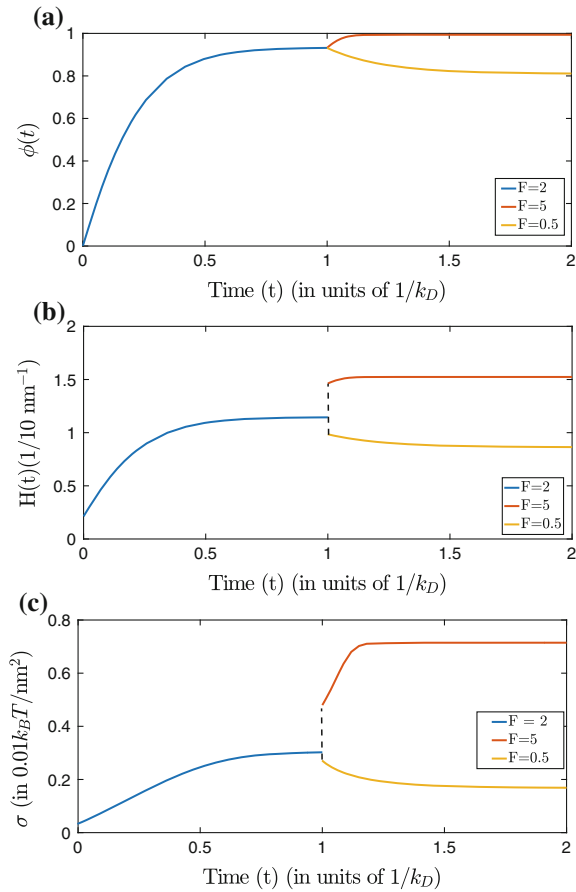 (a)
1
0.8
0.6
0.4
0.2
0
ϕ(t)
F=2
F=5
F=0.5
0 0.5 1 1.5 2
Time (t) (in units of 1/k_D)
(b)
2
1.5
1
0.5
0
H(t)(1/10 nm⁻¹)
F=2
F=5
F=0.5
0 0.5 1 1.5 2
Time (t) (in units of 1/k_D)
(c)
0.8
0.6
0.4
0.2
0
σ (in 0.01k_BT/nm²)
F = 2
F=5
F=0.5
0 0.5 1 1.5 2
Time (t) (in units of 1/k_D)